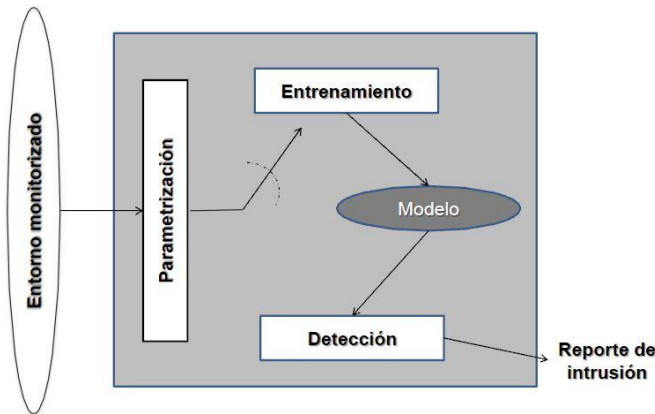 Entorno monitorizado
Parametrización
Entrenamiento
Modelo
Detección
Reporte de
intrusión